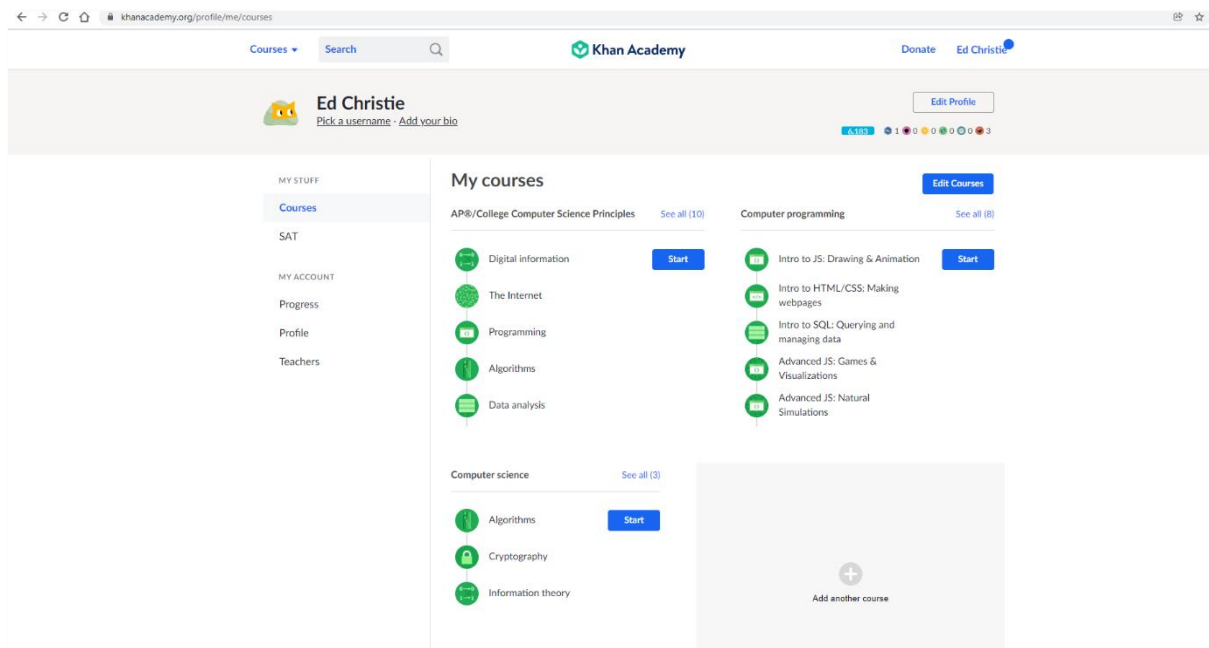 khanacademy.org/profile/me/courses
Courses Search Khan Academy Donate Ed Christie
Ed Christie
Pick a username · Add your bio
Edit Profile
6,183 1 0 0 0 0 3
MY STUFF
Courses
SAT
MY ACCOUNT
Progress
Profile
Teachers
My courses
Edit Courses
AP®/College Computer Science Principles See all (10)
Digital information Start
The Internet
Programming
Algorithms
Data analysis
Computer programming See all (8)
Intro to JS: Drawing & Animation Start
Intro to HTML/CSS: Making
webpages
Intro to SQL: Querying and
managing data
Advanced JS: Games &
Visualizations
Advanced JS: Natural
Simulations
Computer science See all (3)
Algorithms Start
Cryptography
Information theory
Add another course